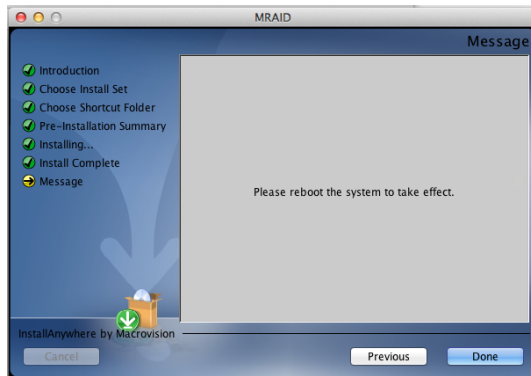 MRAID
Message
Introduction
Choose Install Set
Choose Shortcut Folder
Pre-Installation Summary
Installing...
Install Complete
Message
Please reboot the system to take effect.
InstallAnywhere by Macrovision
Cancel
Previous
Done